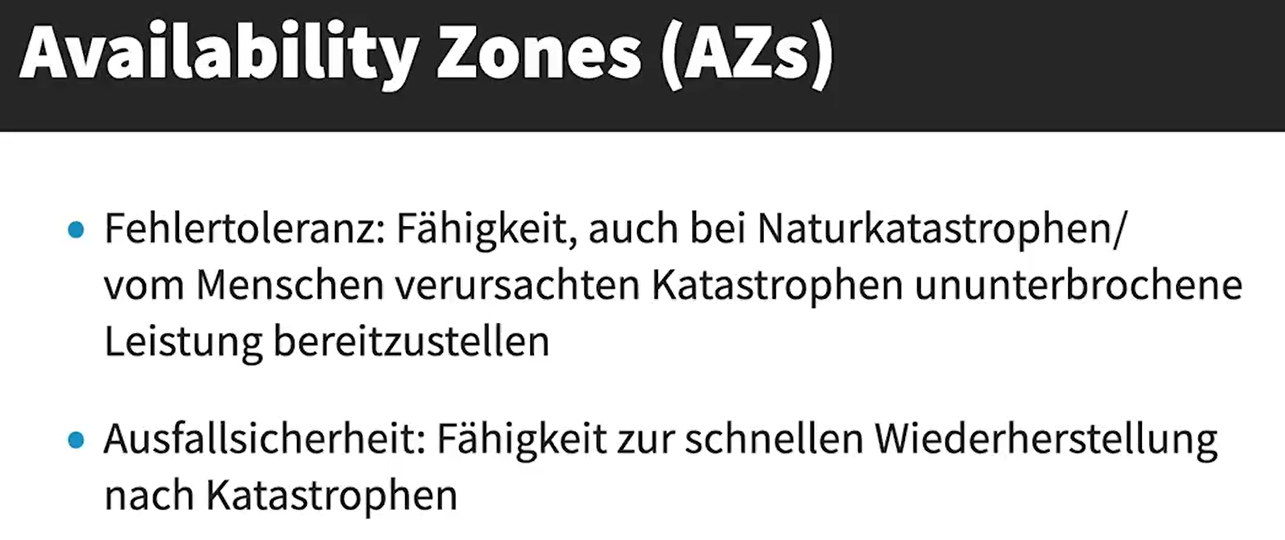 Availability Zones (AZs)
• Fehlertoleranz: Fähigkeit, auch bei Naturkatastrophen/
vom Menschen verursachten Katastrophen ununterbrochene
Leistung bereitzustellen
• Ausfallsicherheit: Fähigkeit zur schnellen Wiederherstellung
nach Katastrophen